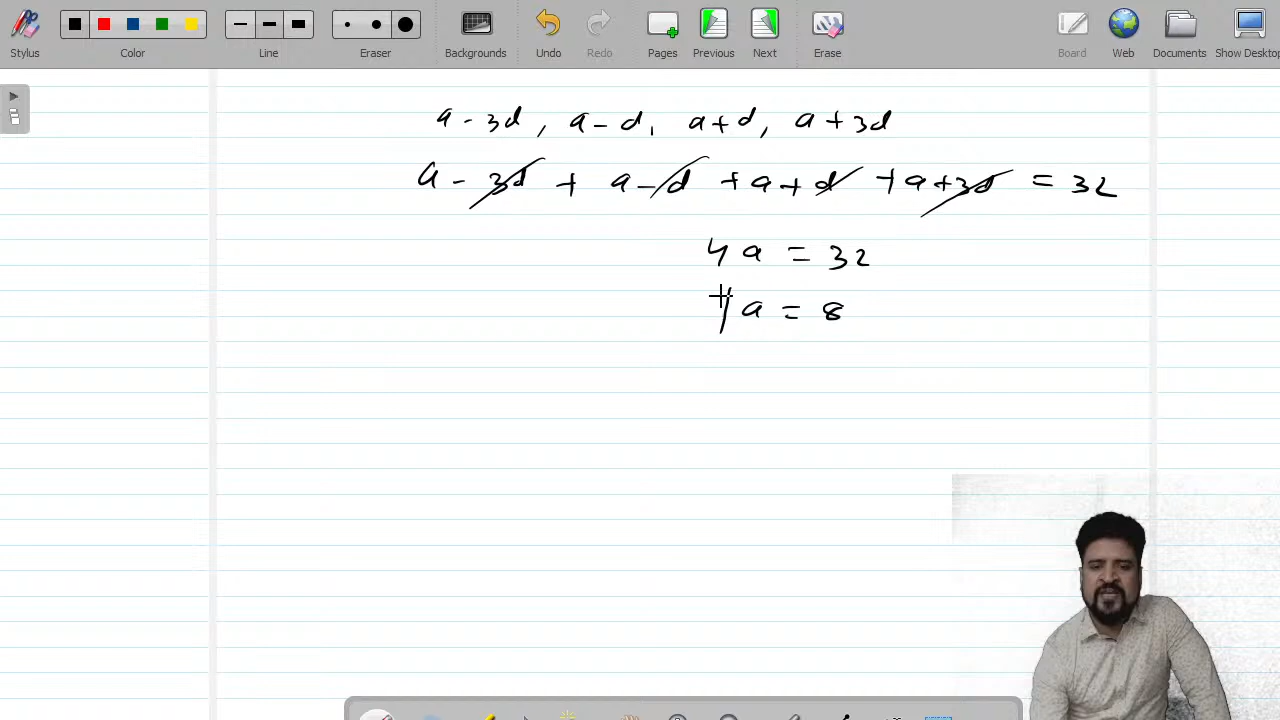 Stylus Color Line Eraser Backgrounds Undo Redo Pages Previous Next Erase Board Web Documents Show Desktop
a - 3d, a - d, a + d, a + 3d
a - 3d + a - d + a + d + a + 3d = 32
4a = 32
a = 8